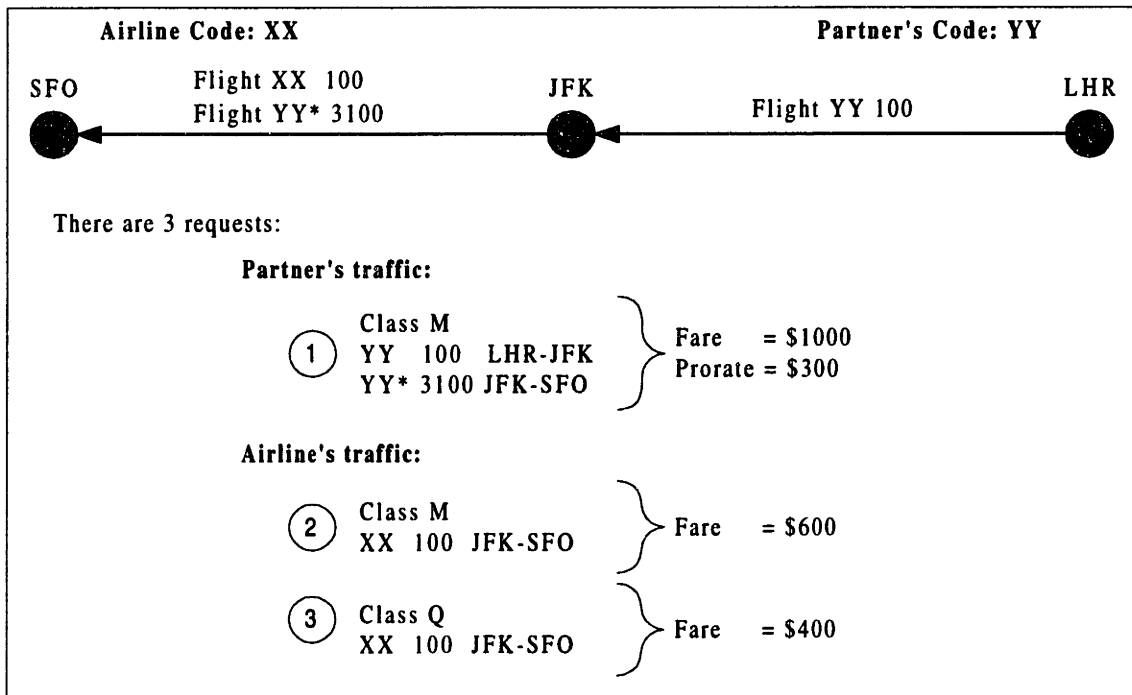 Airline Code: XX
Partner's Code: YY
SFO
Flight XX 100
Flight YY* 3100
JFK
Flight YY 100
LHR
There are 3 requests:
Partner's traffic:
1
Class M
YY 100 LHR-JFK
YY* 3100 JFK-SFO
Fare = $1000
Prorate = $300
Airline's traffic:
2
Class M
XX 100 JFK-SFO
Fare = $600
3
Class Q
XX 100 JFK-SFO
Fare = $400